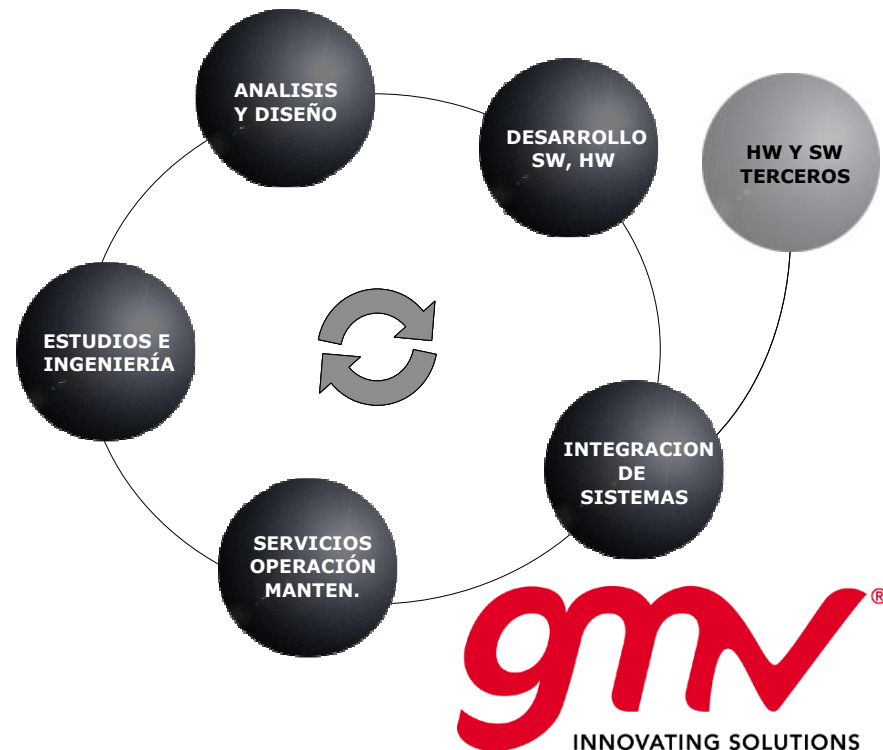 ANALISIS
Y DISEÑO
DESARROLLO
SW, HW
HW Y SW
TERCEROS
ESTUDIOS E
INGENIERÍA
INTEGRACION
DE
SISTEMAS
SERVICIOS
OPERACIÓN
MANTEN.
gmv®
INNOVATING SOLUTIONS